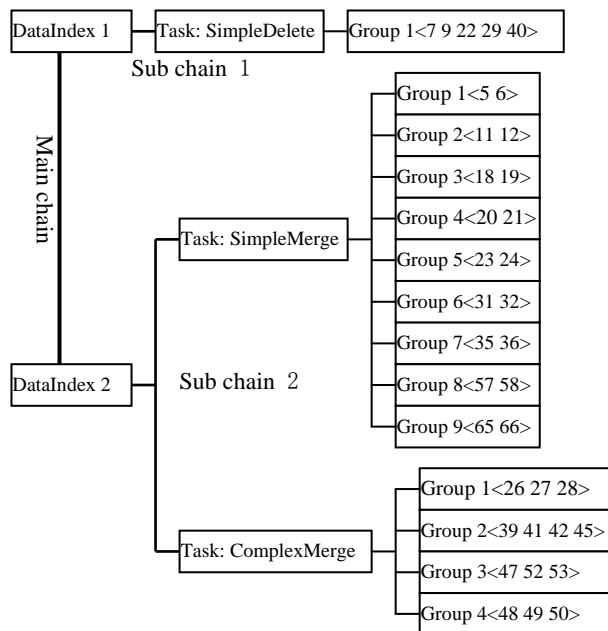 DataIndex 1
Task: SimpleDelete
Group 1<7 9 22 29 40>
Sub chain 1
Main chain
Group 1<5 6>
Group 2<11 12>
Group 3<18 19>
Group 4<20 21>
Task: SimpleMerge
Group 5<23 24>
Group 6<31 32>
Group 7<35 36>
Group 8<57 58>
Group 9<65 66>
DataIndex 2
Sub chain 2
Task: ComplexMerge
Group 1<26 27 28>
Group 2<39 41 42 45>
Group 3<47 52 53>
Group 4<48 49 50>